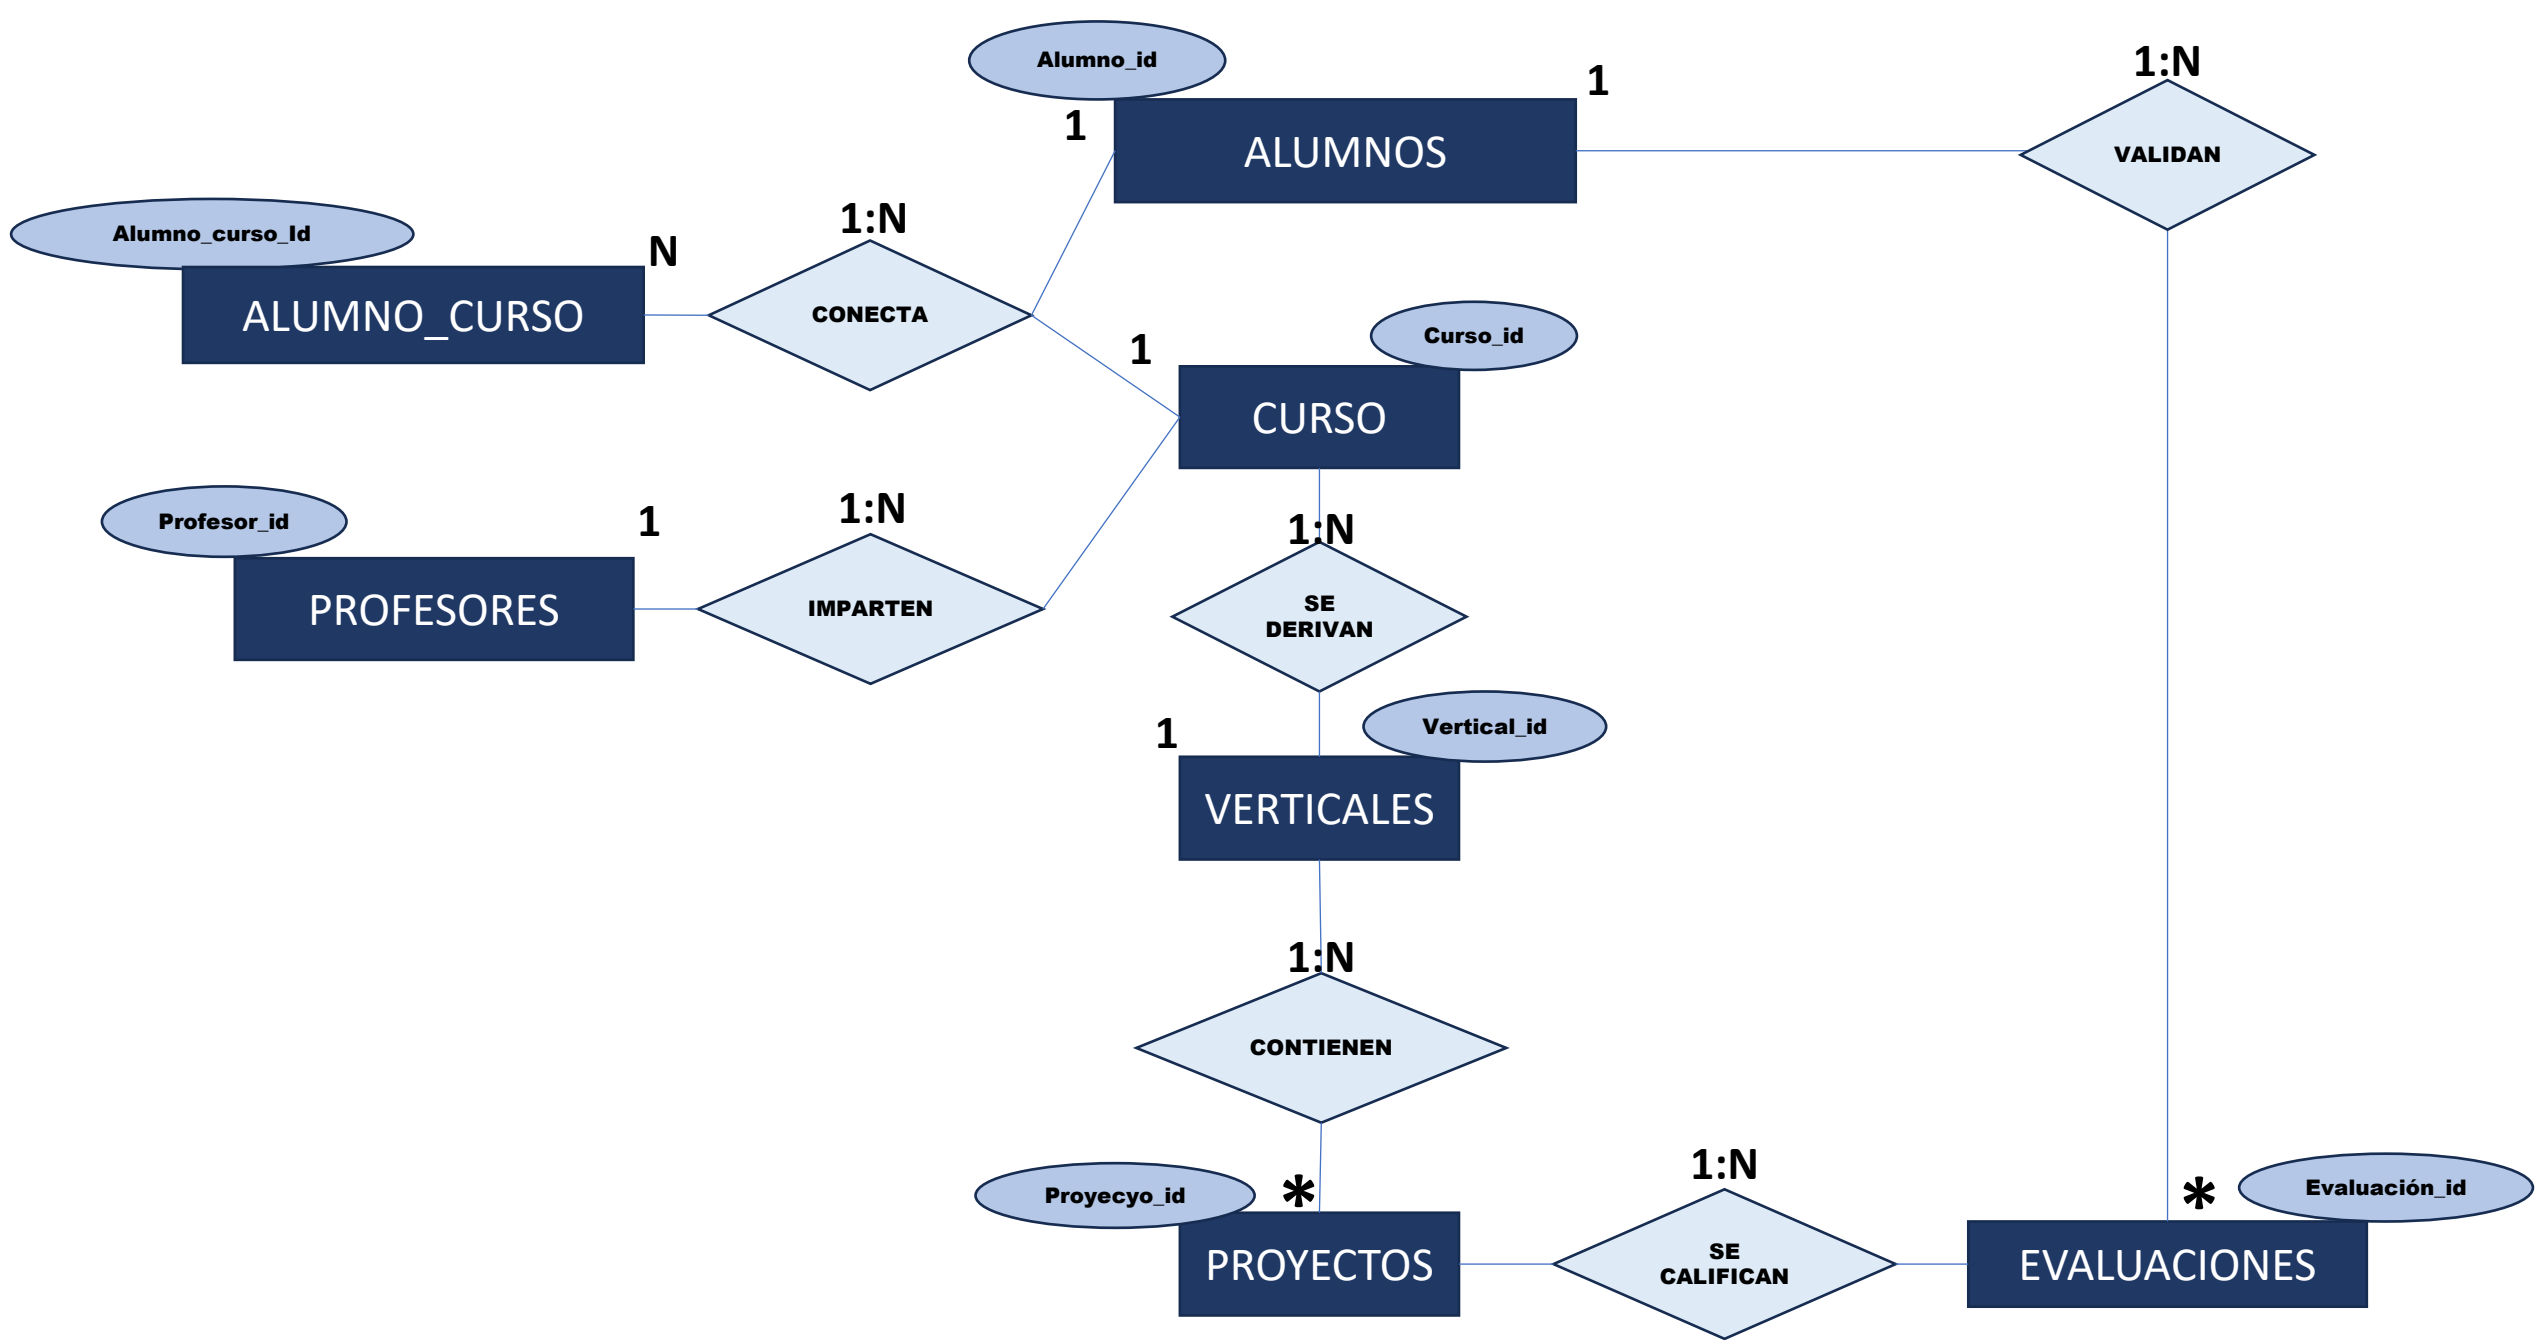 Alumno_id
1
1:N
1
ALUMNOS
VALIDAN
Alumno_curso_Id
1:N
N
ALUMNO_CURSO
CONECTA
1
Curso_id
CURSO
Profesor_id
1
1:N
1:N
PROFESORES
IMPARTEN
SE
DERIVAN
1
Vertical_id
VERTICALES
1:N
CONTIENEN
Proyecyo_id
*
1:N
*
Evaluación_id
PROYECTOS
SE
CALIFICAN
EVALUACIONES